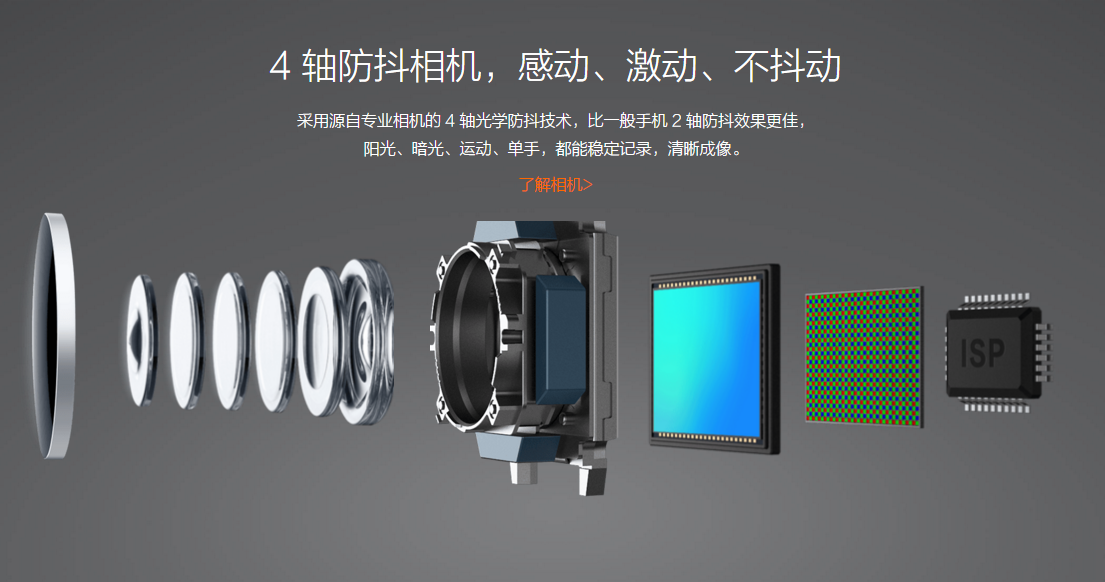 4 轴防抖相机，感动、激动、不抖动
采用源自专业相机的 4 轴光学防抖技术，比一般手机 2 轴防抖效果更佳，
阳光、暗光、运动、单手，都能稳定记录，清晰成像。
了解相机>
ISP